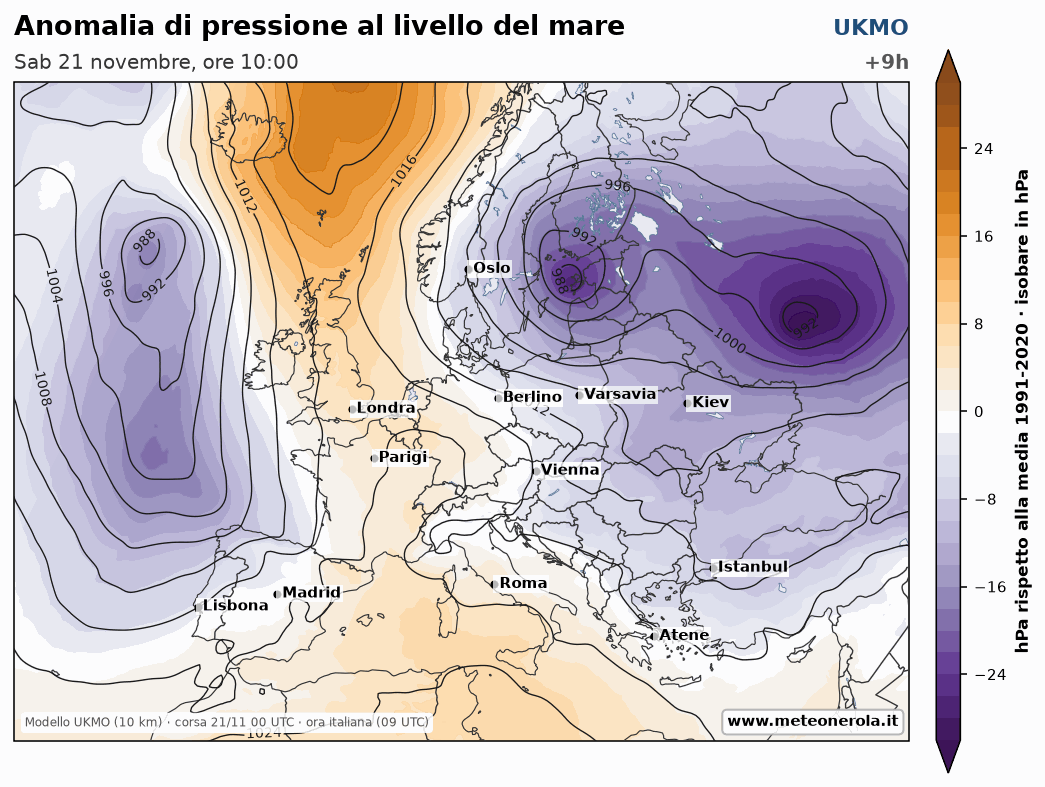 Anomalia di pressione al livello del mare
UKMO
Sab 21 novembre, ore 10:00
+9h
1016
1012
996
988
992
992
988
Oslo
1004
996
992
1000
1008
Berlino
Varsavia
Kiev
Londra
Parigi
Vienna
Istanbul
Roma
Madrid
Lisbona
Atene
1024
Modello UKMO (10 km) · corsa 21/11 00 UTC · ora italiana (09 UTC)
www.meteonerola.it
24
16
8
0
−8
−16
−24
hPa rispetto alla media 1991-2020 · isobare in hPa